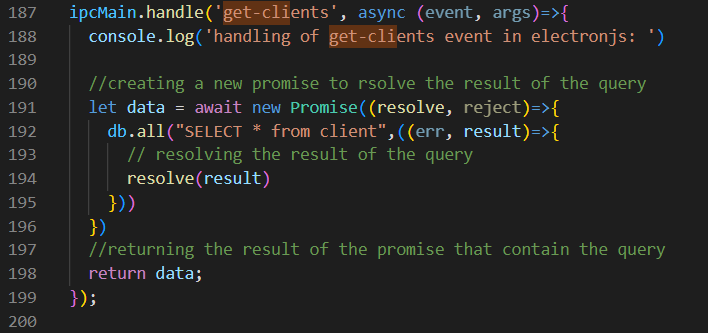 187 ipcMain.handle('get-clients', async (event, args)=>{
188 console.log('handling of get-clients event in electronjs: ')
189
190 //creating a new promise to rsolve the result of the query
191 let data = await new Promise((resolve, reject)=>{
192 db.all("SELECT * from client",((err, result)=>{
193 // resolving the result of the query
194 resolve(result)
195 }))
196 })
197 //returning the result of the promise that contain the query
198 return data;
199 });
200